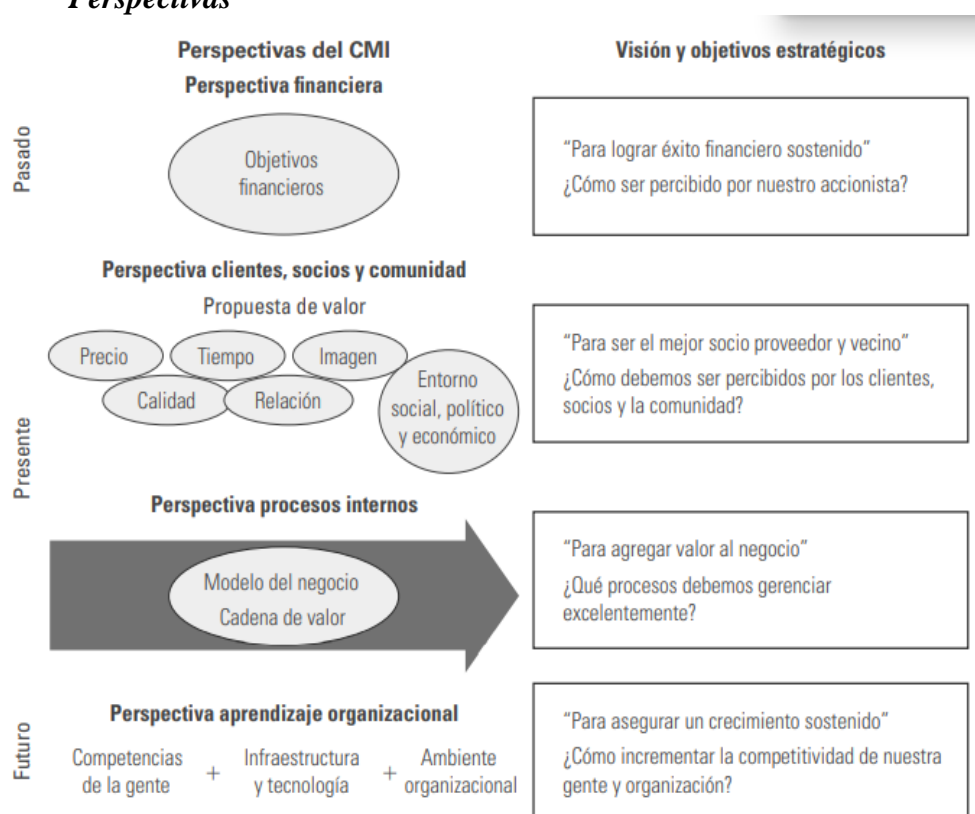 Perspectivas
Perspectivas del CMI
Visión y objetivos estratégicos
Perspectiva financiera
Pasado
Objetivos
financieros
“Para lograr éxito financiero sostenido”
¿Cómo ser percibido por nuestro accionista?
Perspectiva clientes, socios y comunidad
Propuesta de valor
Precio
Tiempo
Imagen
Calidad
Relación
Entorno
social, político
y económico
“Para ser el mejor socio proveedor y vecino”
¿Cómo debemos ser percibidos por los clientes,
socios y la comunidad?
Presente
Perspectiva procesos internos
Modelo del negocio
Cadena de valor
“Para agregar valor al negocio”
¿Qué procesos debemos gerenciar
excelentemente?
Futuro
Perspectiva aprendizaje organizacional
Competencias
de la gente
+
Infraestructura
y tecnología
+
Ambiente
organizacional
“Para asegurar un crecimiento sostenido”
¿Cómo incrementar la competitividad de nuestra
gente y organización?